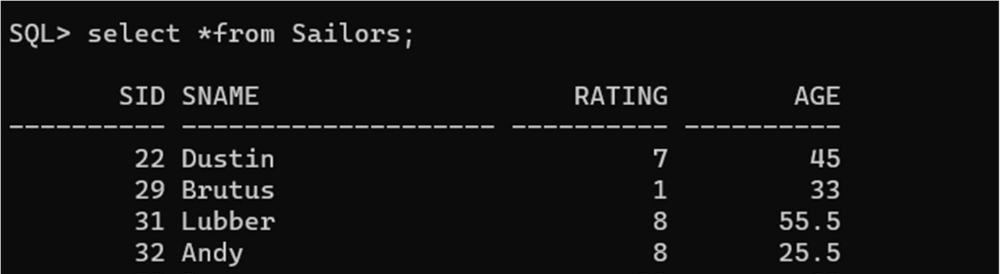 SQL> select *from Sailors;
SID SNAME RATING AGE
---------- -------------------- ---------- ----------
22 Dustin 7 45
29 Brutus 1 33
31 Lubber 8 55.5
32 Andy 8 25.5